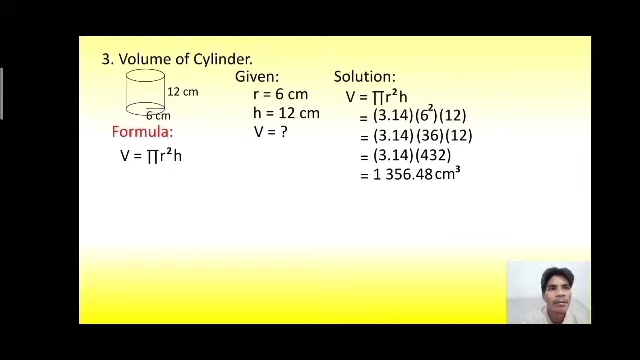 3. Volume of Cylinder.
12 cm
6 cm
Formula:
V = ∏r²h
Given:
r = 6 cm
h = 12 cm
V = ?
Solution:
V = ∏r²h
= (3.14)(6²)(12)
= (3.14)(36)(12)
= (3.14)(432)
= 1 356.48 cm³